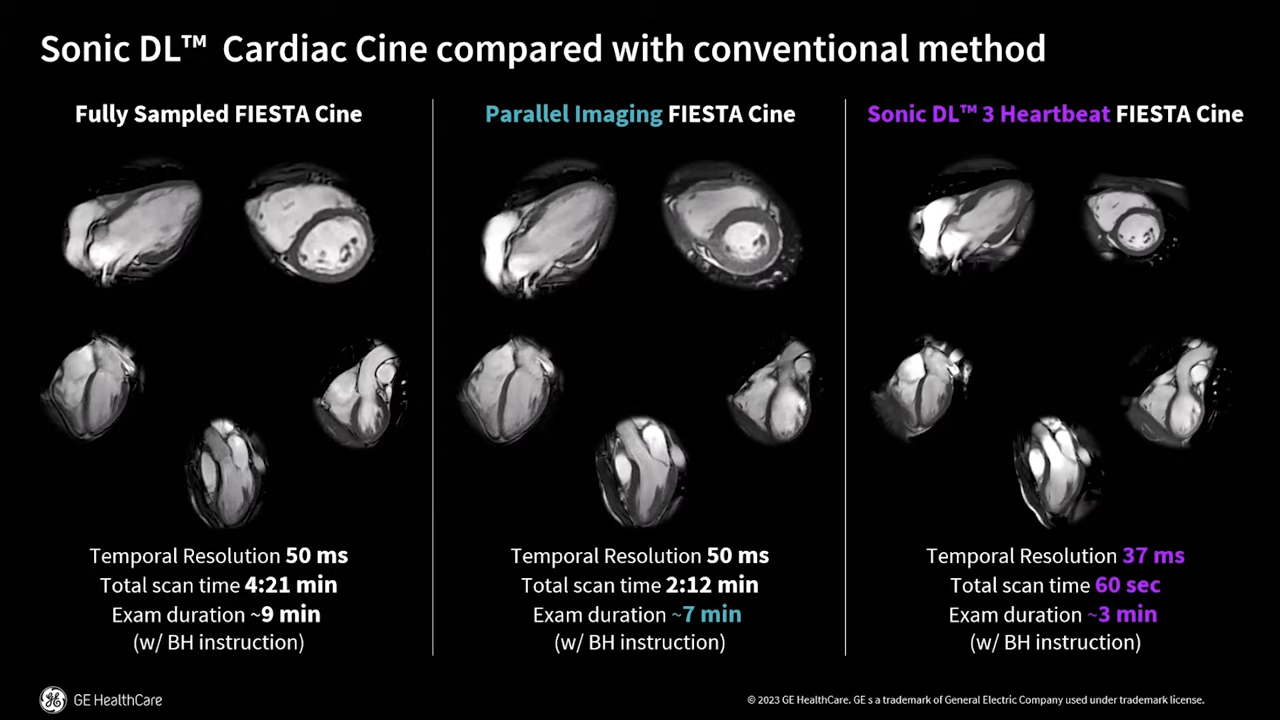 Sonic DL™ Cardiac Cine compared with conventional method
Fully Sampled FIESTA Cine
Temporal Resolution 50 ms
Total scan time 4:21 min
Exam duration ~9 min
(w/ BH instruction)
Parallel Imaging FIESTA Cine
Temporal Resolution 50 ms
Total scan time 2:12 min
Exam duration ~7 min
(w/ BH instruction)
Sonic DL™ 3 Heartbeat FIESTA Cine
Temporal Resolution 37 ms
Total scan time 60 sec
Exam duration ~3 min
(w/ BH instruction)
GE HealthCare
© 2023 GE HealthCare. GE s a trademark of General Electric Company used under trademark license.